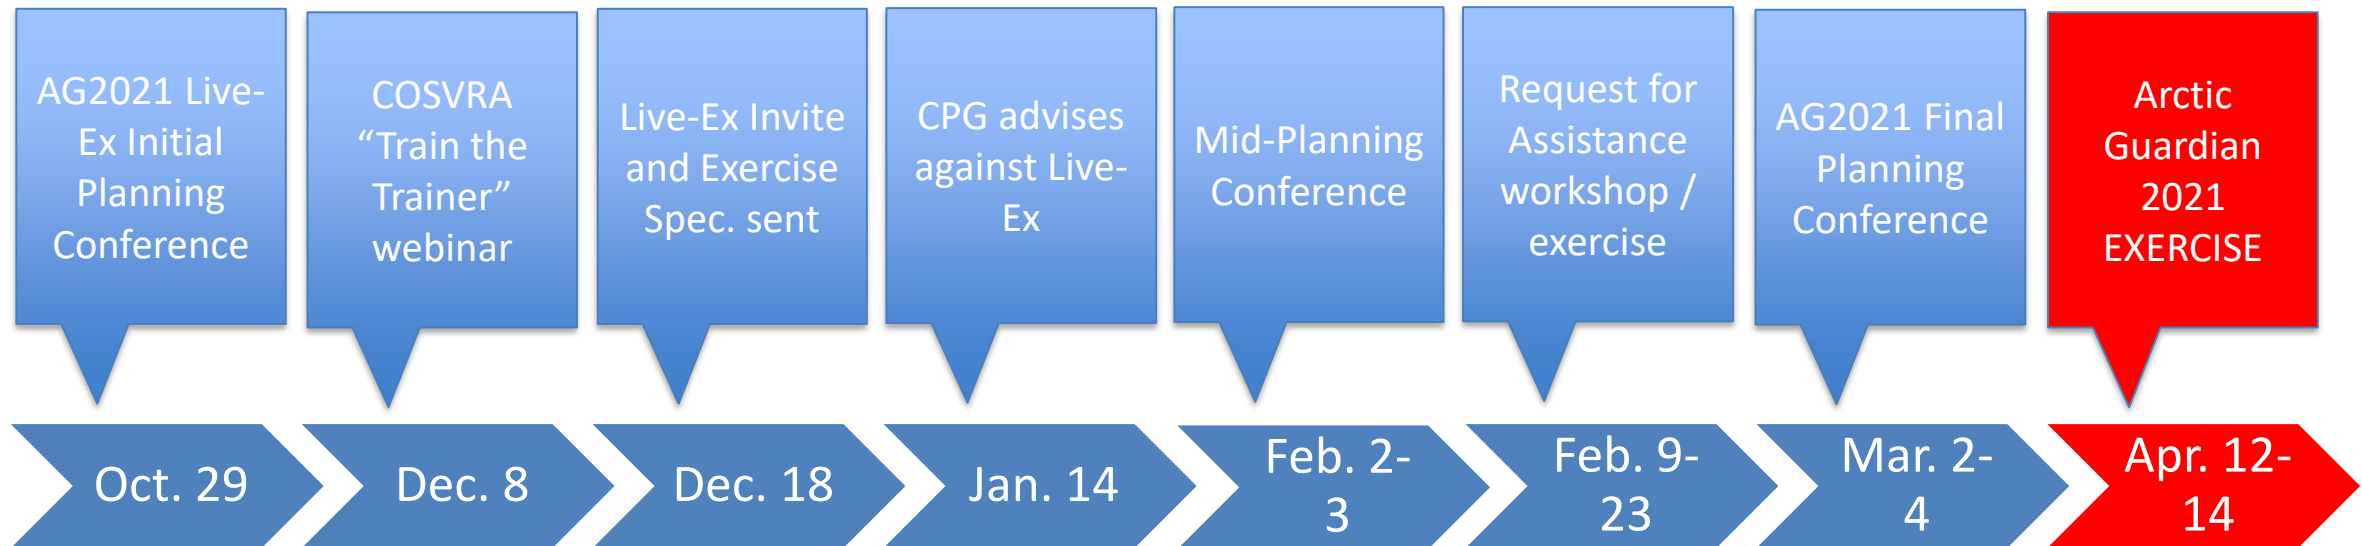 AG2021 Live-
Ex Initial
Planning
Conference
COSVRA
“Train the
Trainer”
webinar
Live-Ex Invite
and Exercise
Spec. sent
CPG advises
against Live-
Ex
Mid-Planning
Conference
Request for
Assistance
workshop /
exercise
AG2021 Final
Planning
Conference
Arctic
Guardian
2021
EXERCISE
Oct. 29
Dec. 8
Dec. 18
Jan. 14
Feb. 2-
3
Feb. 9-
23
Mar. 2-
4
Apr. 12-
14